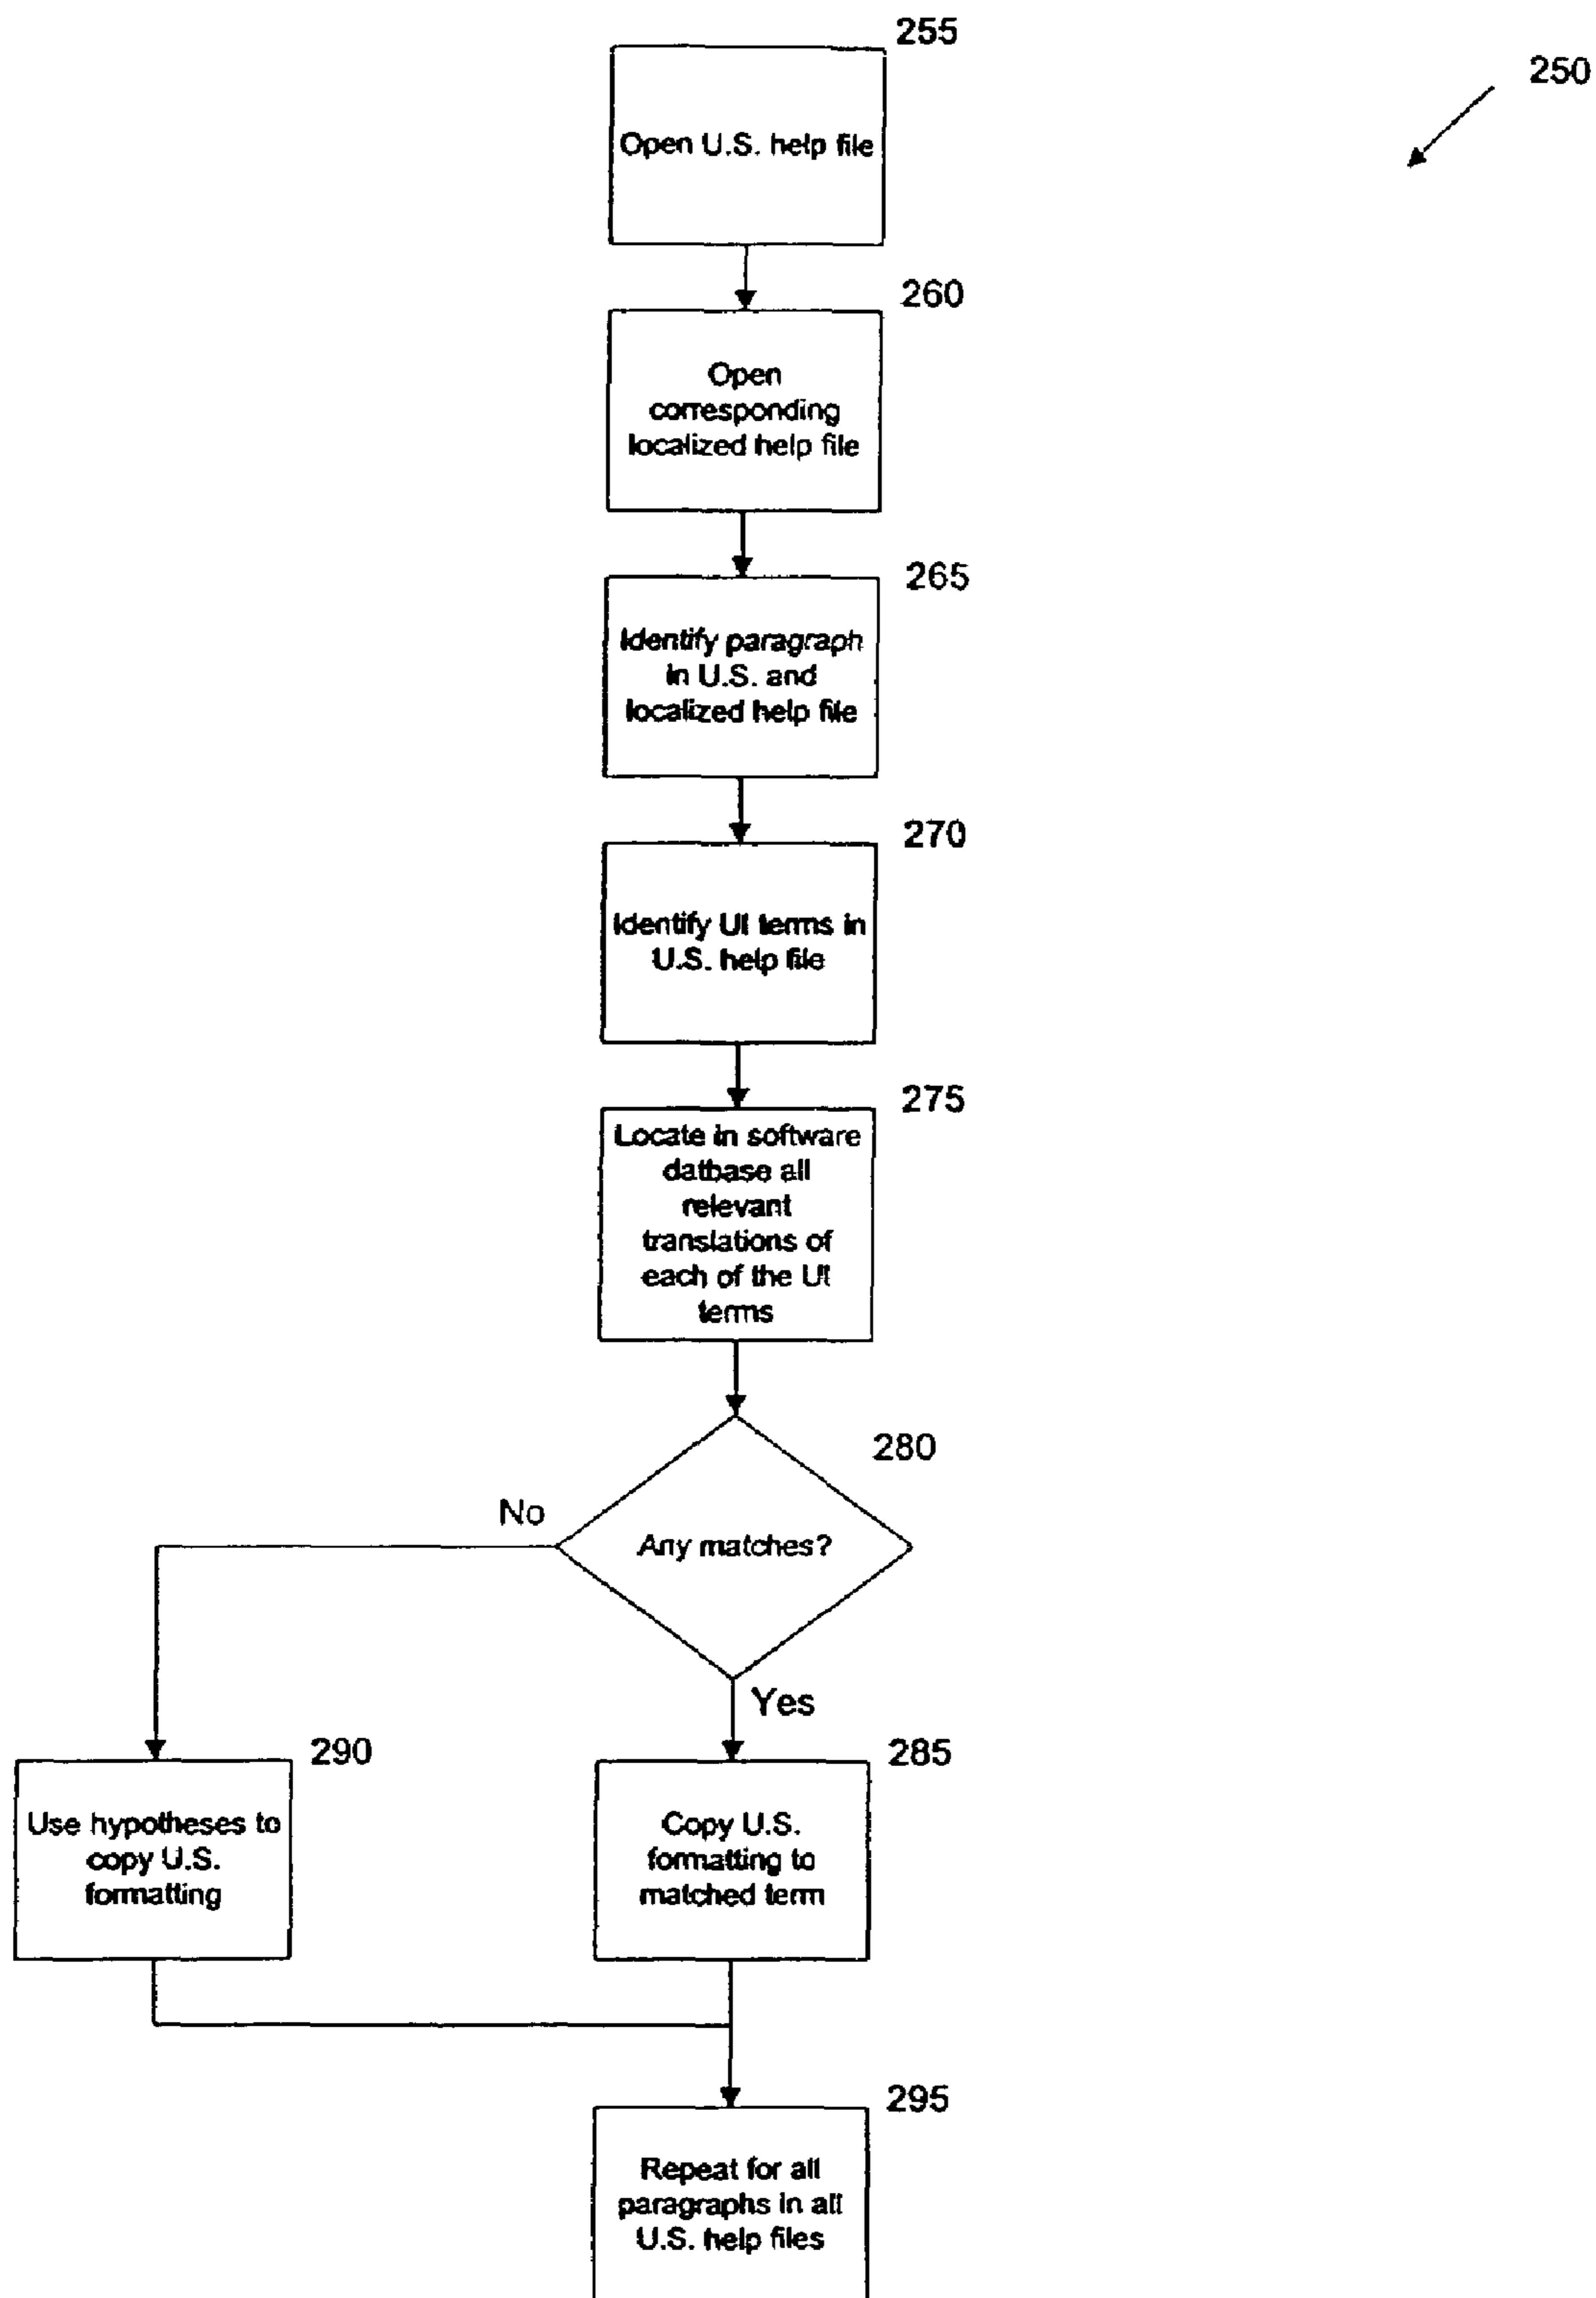 255
250
Open U.S. help file
260
Open
corresponding
localized help file
265
Identify paragraph
in U.S. and
localized help file
270
Identify UI terms in
U.S. help file
275
Locate in software
datbase all
relevant
translations of
each of the UI
terms
280
No
Any matches?
Yes
290
285
Use hypotheses to
copy U.S.
formatting
Copy U.S.
formatting to
matched term
295
Repeat for all
paragraphs in all
U.S. help files